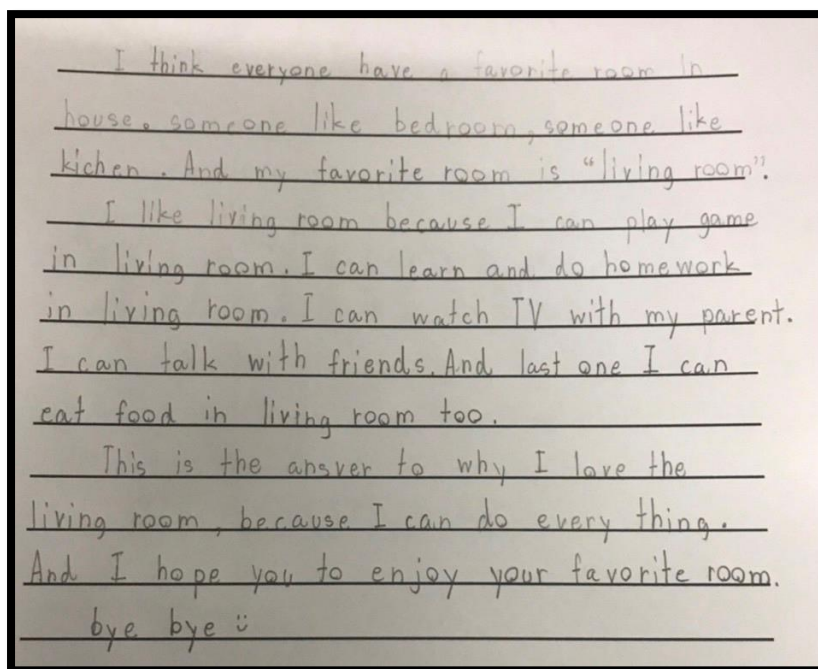 I think everyone have a favorite room in
house. someone like bedroom, someone like
kichen. And my favorite room is “living room”.
I like living room because I can play game
in living room. I can learn and do homework
in living room. I can watch TV with my parent.
I can talk with friends. And last one I can
eat food in living room too.
This is the answer to why I love the
living room, because I can do every thing.
And I hope you to enjoy your favorite room.
bye bye :)